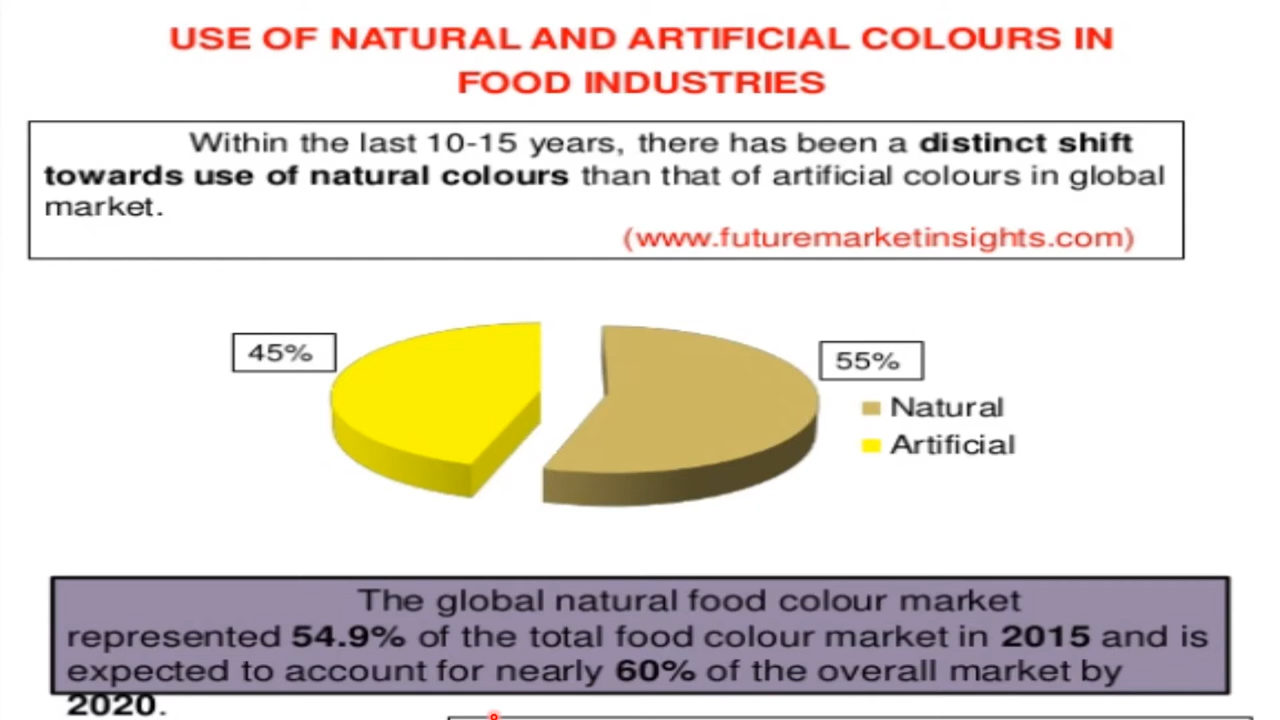 USE OF NATURAL AND ARTIFICIAL COLOURS IN
FOOD INDUSTRIES
Within the last 10-15 years, there has been a distinct shift
towards use of natural colours than that of artificial colours in global
market.
(www.futuremarketinsights.com)
45%
55%
Natural
Artificial
The global natural food colour market
represented 54.9% of the total food colour market in 2015 and is
expected to account for nearly 60% of the overall market by
2020.